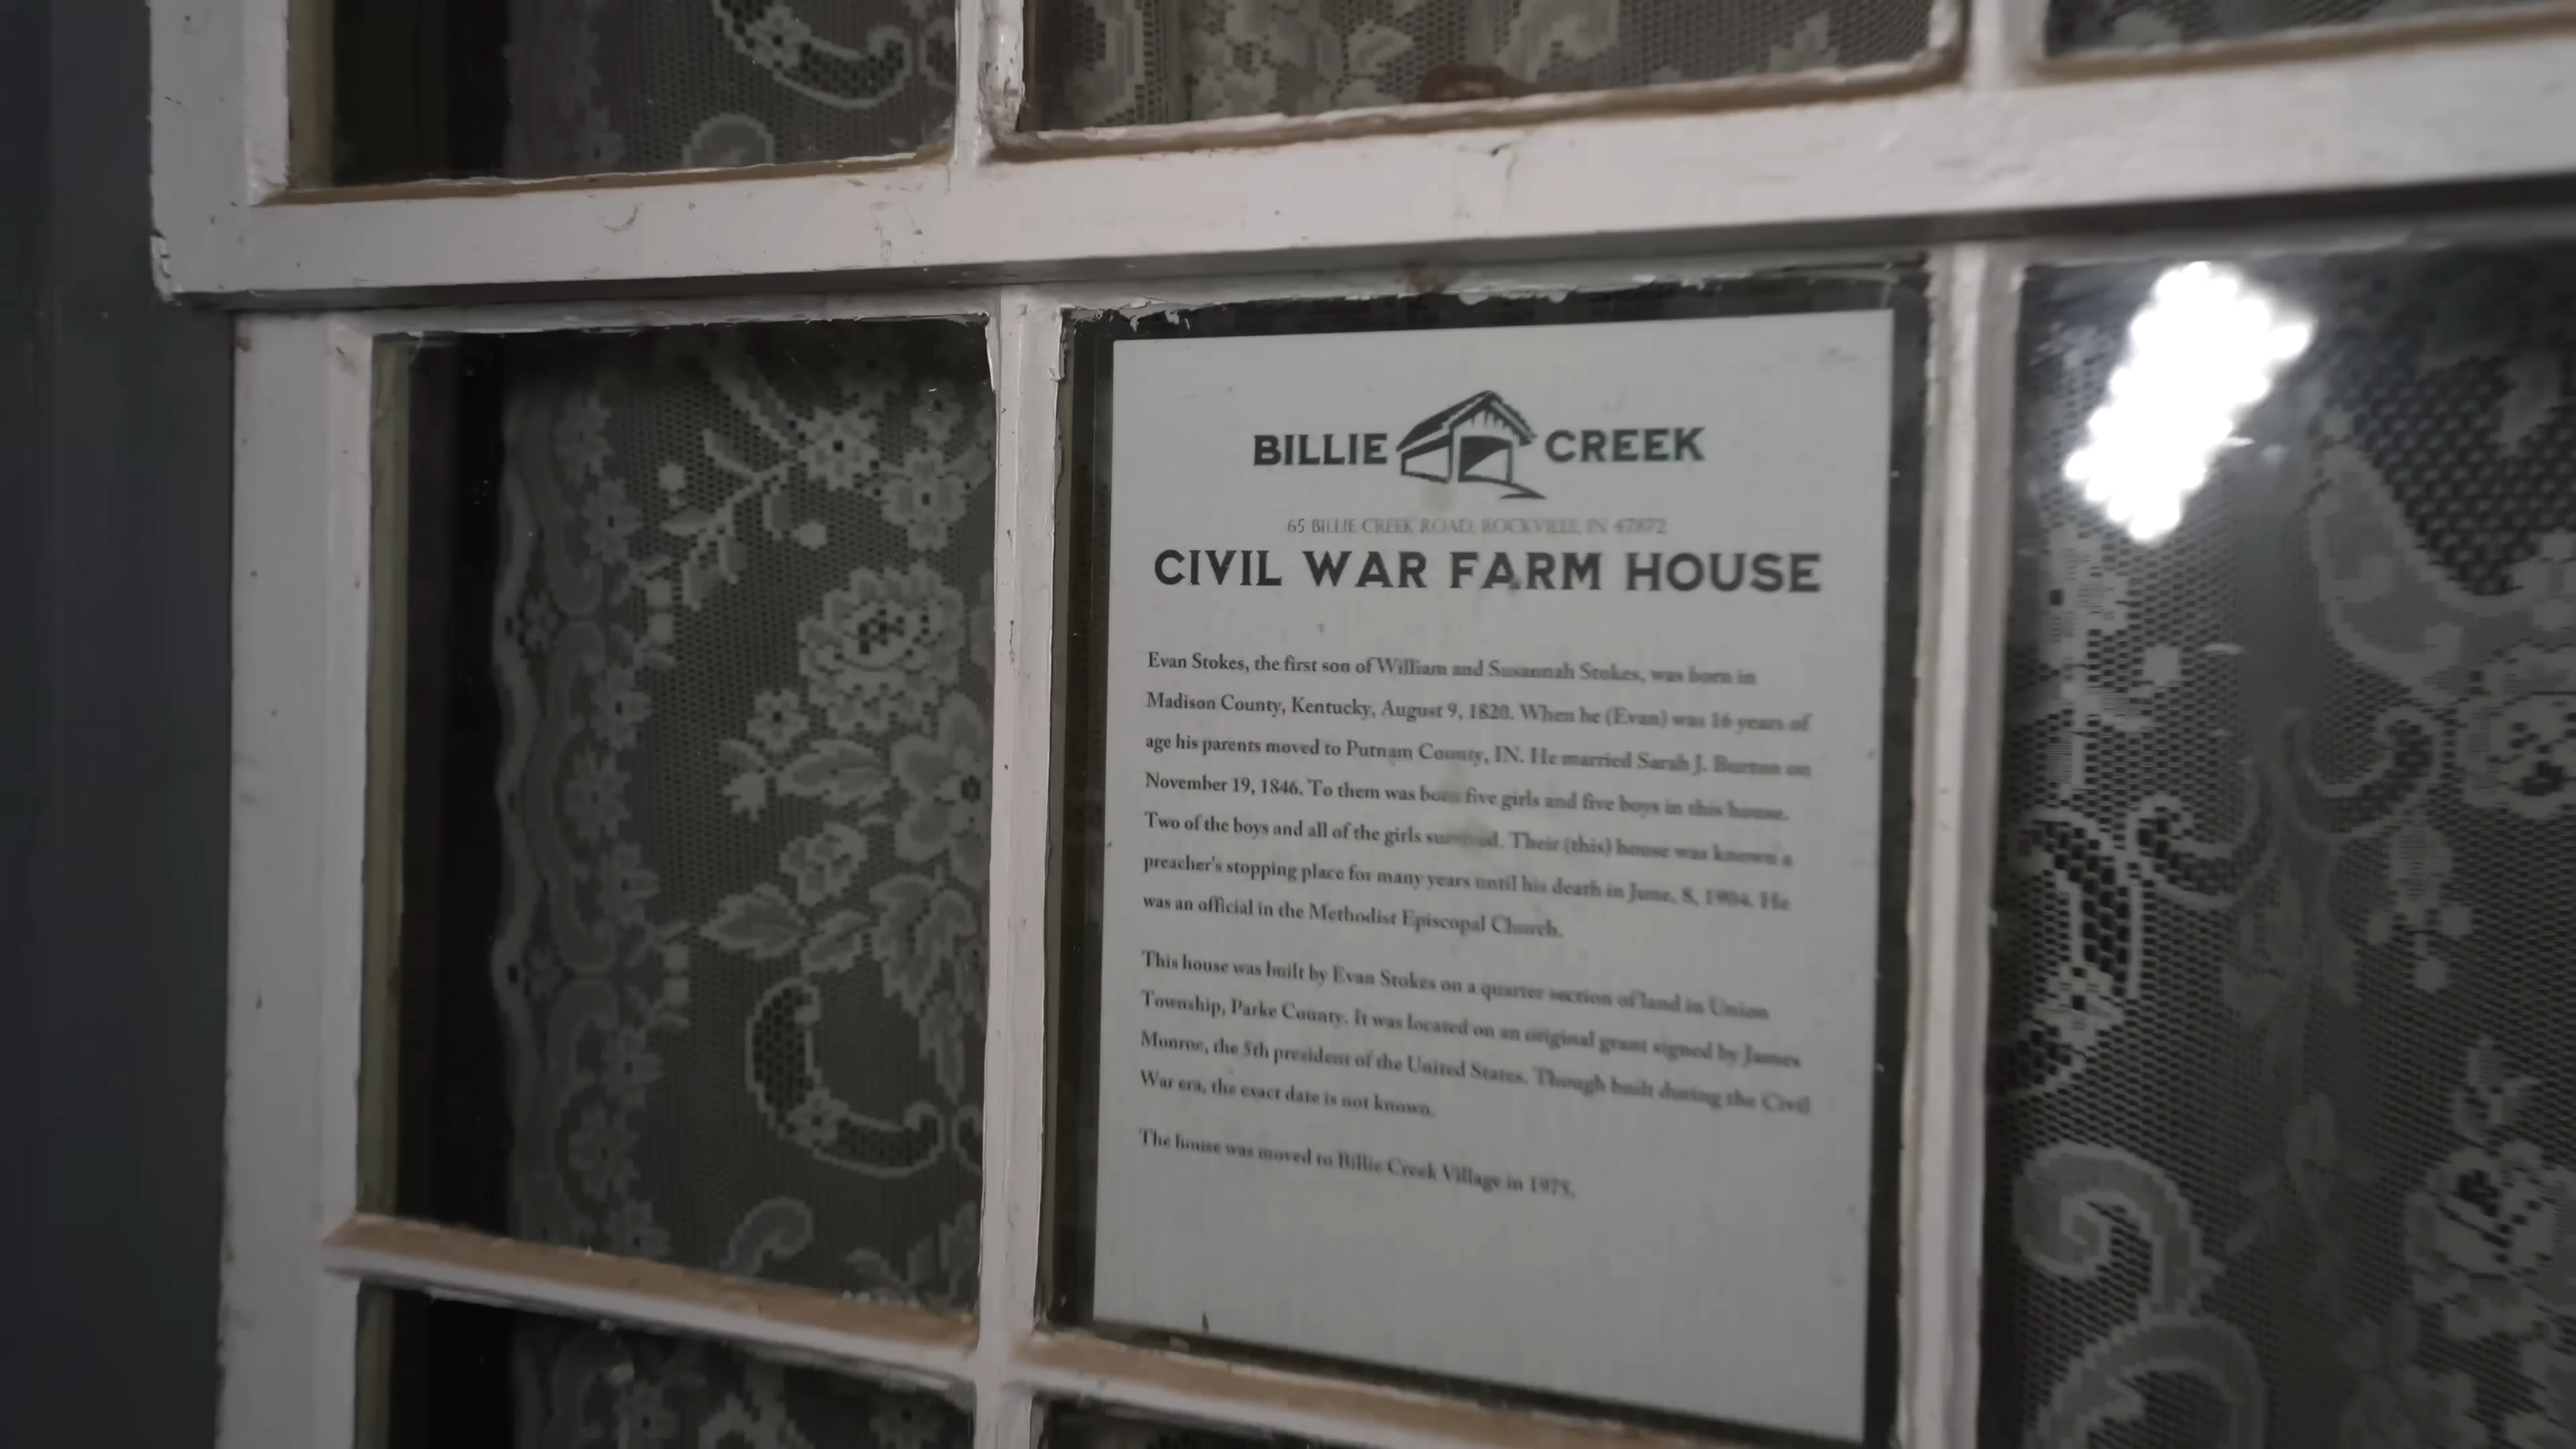 BILLIE CREEK
65 BILLIE CREEK ROAD, ROCKVILLE, IN 47872
CIVIL WAR FARM HOUSE
Evan Stokes, the first son of William and Susannah Stokes, was born in
Madison County, Kentucky, August 9, 1820. When he (Evan) was 16 years of
age his parents moved to Putnam County, IN. He married Sarah J. Burton on
November 19, 1846. To them was born five girls and five boys in this house.
Two of the boys and all of the girls survived. Their (this) house was known a
preacher's stopping place for many years until his death in June, 8, 1904. He
was an official in the Methodist Episcopal Church.
This house was built by Evan Stokes on a quarter section of land in Union
Township, Parke County. It was located on an original grant signed by James
Monroe, the 5th president of the United States. Though built during the Civil
War era, the exact date is not known.
The house was moved to Billie Creek Village in 1975.